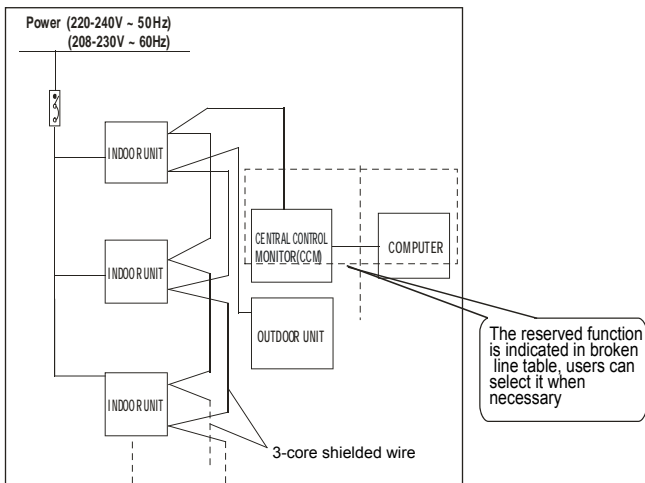 Power (220-240V ~ 50Hz)
(208-230V ~ 60Hz)
INDOOR UNIT
CENTRAL CONTROL
MONITOR(CCM)
COMPUTER
INDOOR UNIT
OUTDOOR UNIT
The reserved function
is indicated in broken
line table, users can
select it when
necessary
INDOOR UNIT
3-core shielded wire